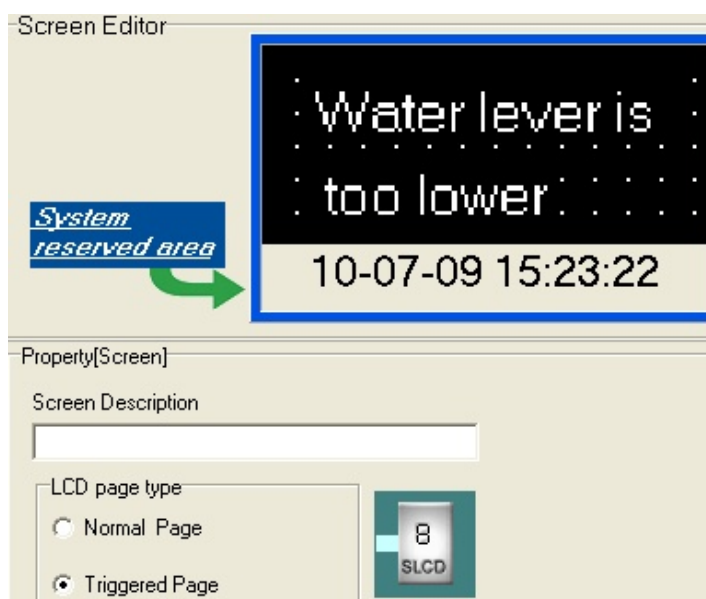 Screen Editor
Water lever is
too lower
System
reserved area
10-07-09 15:23:22
Property[Screen]
Screen Description
LCD page type
Normal Page
8
SLCD
Triggered Page